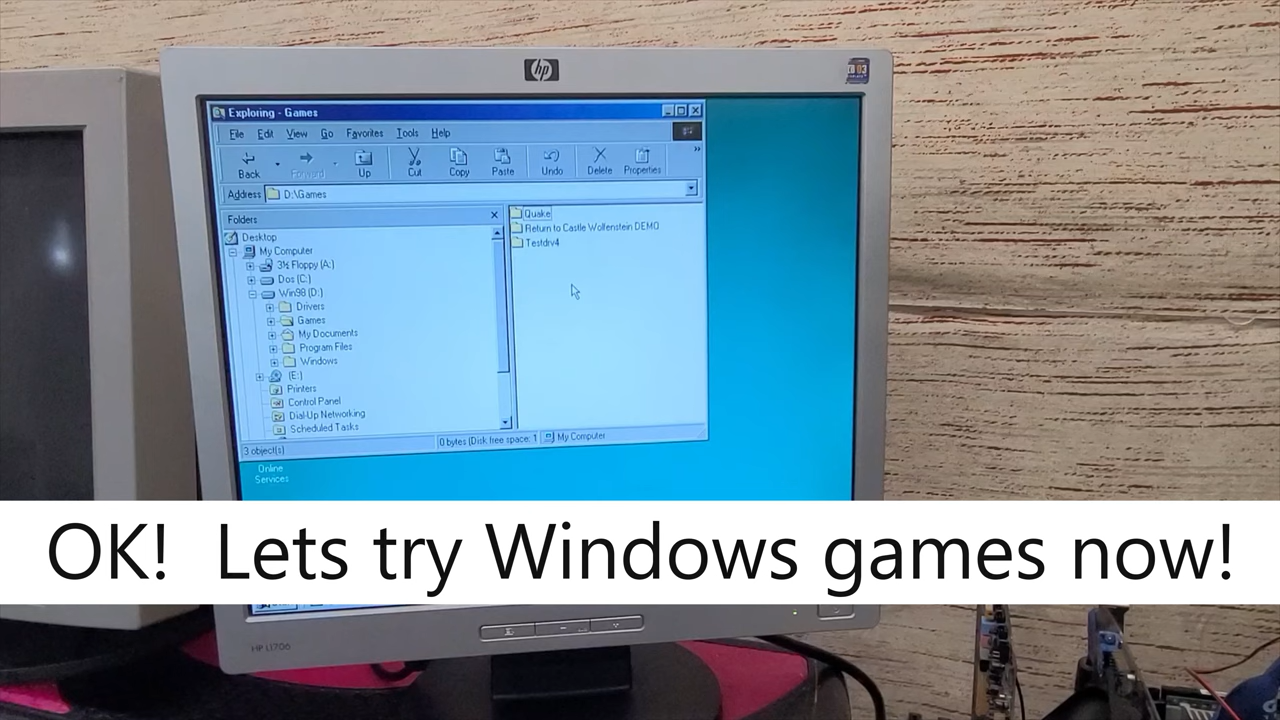 hp
Exploring - Games
File Edit View Go Favorites Tools Help
Back Forward Up Cut Copy Paste Undo Delete Properties »
Address D:\Games
Folders
Desktop
My Computer
3½ Floppy (A:)
Dos (C:)
Win98 (D:)
Drivers
Games
My Documents
Program Files
Windows
(E:)
Printers
Control Panel
Dial-Up Networking
Scheduled Tasks
Quake
Return to Castle Wolfenstein DEMO
Testdrv4
3 object(s) 0 bytes (Disk free space: 1 My Computer
Online
Services
OK! Lets try Windows games now!
HP L1706